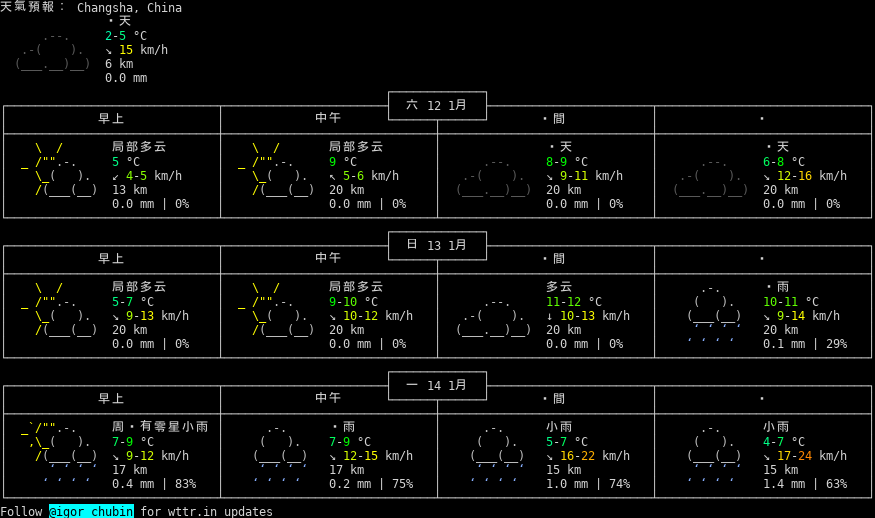 天氣預報： Changsha, China
・天
2-5 °C
↘ 15 km/h
6 km
0.0 mm
六 12 1月
早上 中午 ・間 ・
局部多云 局部多云 ・天 ・天
5 °C 9 °C 8-9 °C 6-8 °C
↙ 4-5 km/h ↖ 5-6 km/h ↘ 9-11 km/h ↘ 12-16 km/h
13 km 20 km 20 km 20 km
0.0 mm | 0% 0.0 mm | 0% 0.0 mm | 0% 0.0 mm | 0%
日 13 1月
早上 中午 ・間 ・
局部多云 局部多云 多云 ・雨
5-7 °C 9-10 °C 11-12 °C 10-11 °C
↘ 9-13 km/h ↘ 10-12 km/h ↓ 10-13 km/h ↘ 9-14 km/h
20 km 20 km 20 km 20 km
0.0 mm | 0% 0.0 mm | 0% 0.0 mm | 0% 0.1 mm | 29%
一 14 1月
早上 中午 ・間 ・
周・有零星小雨 ・雨 小雨 小雨
7-9 °C 7-9 °C 5-7 °C 4-7 °C
↘ 9-12 km/h ↘ 12-15 km/h ↘ 16-22 km/h ↘ 17-24 km/h
17 km 17 km 15 km 15 km
0.4 mm | 83% 0.2 mm | 75% 1.0 mm | 74% 1.4 mm | 63%
Follow @igor_chubin for wttr.in updates